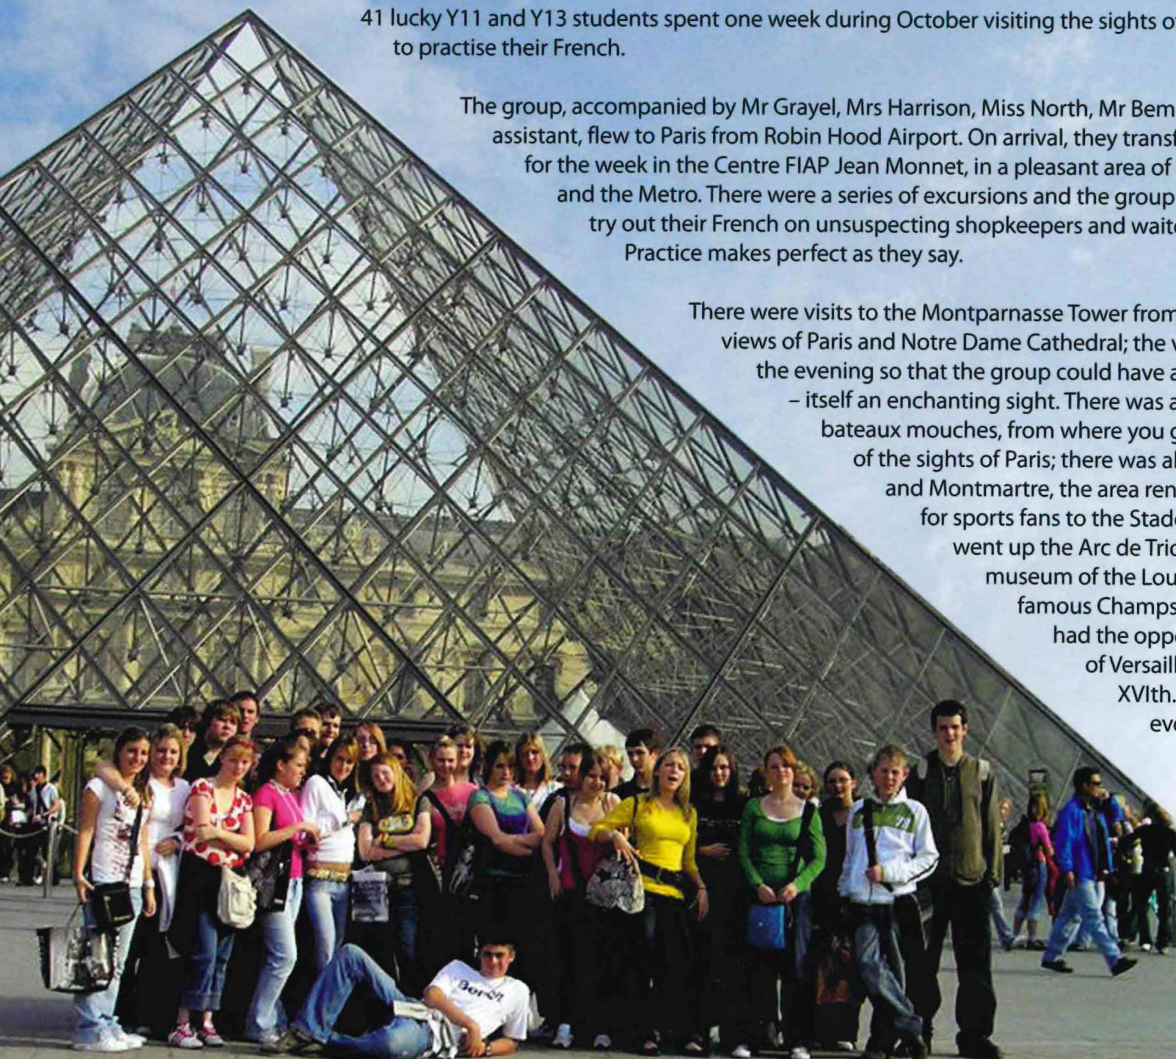 41 lucky Y11 and Y13 students spent one week during October visiting the sights o
to practise their French.
The group, accompanied by Mr Grayel, Mrs Harrison, Miss North, Mr Bem
assistant, flew to Paris from Robin Hood Airport. On arrival, they transf
for the week in the Centre FIAP Jean Monnet, in a pleasant area of
and the Metro. There were a series of excursions and the group
try out their French on unsuspecting shopkeepers and waite
Practice makes perfect as they say.
There were visits to the Montparnasse Tower from
views of Paris and Notre Dame Cathedral; the v
the evening so that the group could have a
– itself an enchanting sight. There was a
bateaux mouches, from where you g
of the sights of Paris; there was al
and Montmartre, the area ren
for sports fans to the Stade
went up the Arc de Trio
museum of the Lou
famous Champs
had the oppo
of Versaill
XVIth.
eve
Bench